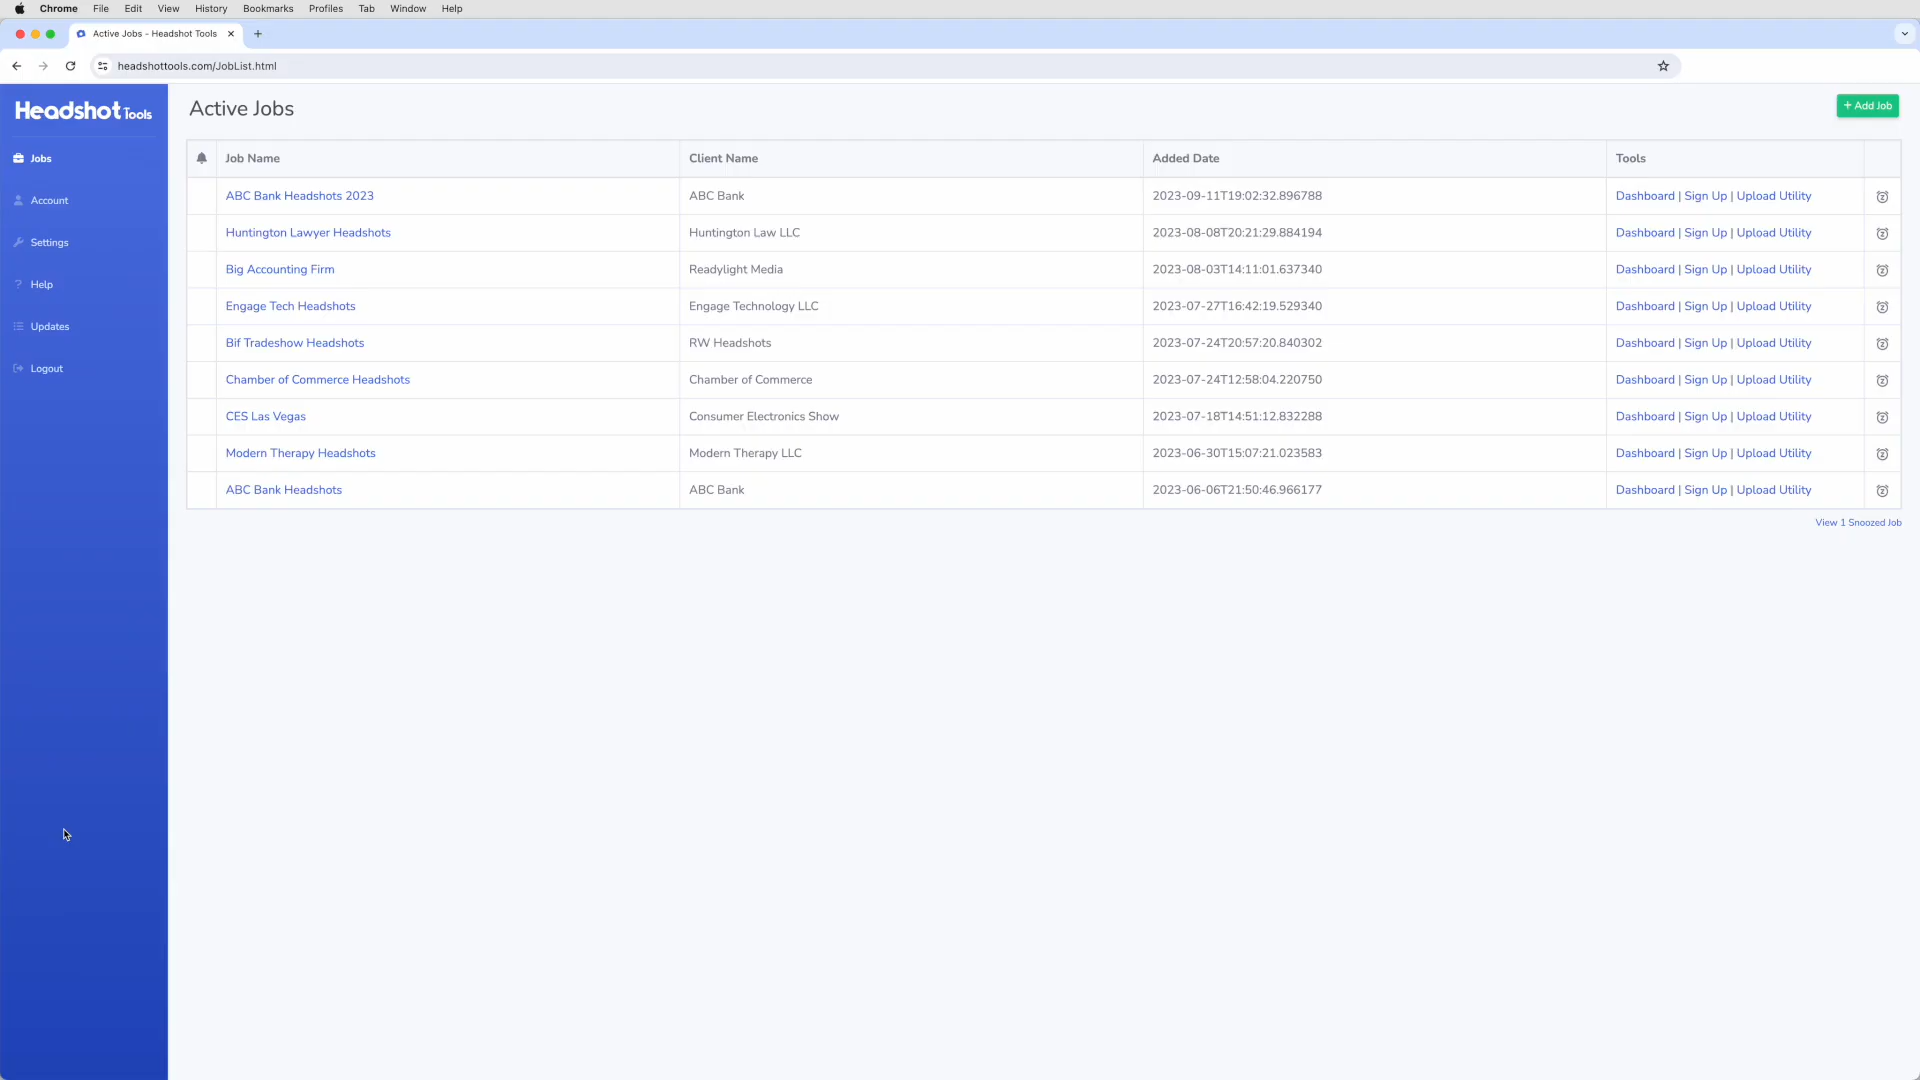 Chrome File Edit View History Bookmarks Profiles Tab Window Help
Active Jobs - Headshot Tools
headshottools.com/JobList.html
Headshot Tools
Jobs
Account
Settings
Help
Updates
Logout
Active Jobs
+ Add Job
Job Name Client Name Added Date Tools
ABC Bank Headshots 2023 ABC Bank 2023-09-11T19:02:32.896788 Dashboard | Sign Up | Upload Utility
Huntington Lawyer Headshots Huntington Law LLC 2023-08-08T20:21:29.884194 Dashboard | Sign Up | Upload Utility
Big Accounting Firm Readylight Media 2023-08-03T14:11:01.637340 Dashboard | Sign Up | Upload Utility
Engage Tech Headshots Engage Technology LLC 2023-07-27T16:42:19.529340 Dashboard | Sign Up | Upload Utility
Bif Tradeshow Headshots RW Headshots 2023-07-24T20:57:20.840302 Dashboard | Sign Up | Upload Utility
Chamber of Commerce Headshots Chamber of Commerce 2023-07-24T12:58:04.220750 Dashboard | Sign Up | Upload Utility
CES Las Vegas Consumer Electronics Show 2023-07-18T14:51:12.832288 Dashboard | Sign Up | Upload Utility
Modern Therapy Headshots Modern Therapy LLC 2023-06-30T15:07:21.023583 Dashboard | Sign Up | Upload Utility
ABC Bank Headshots ABC Bank 2023-06-06T21:50:46.966177 Dashboard | Sign Up | Upload Utility
View 1 Snoozed Job